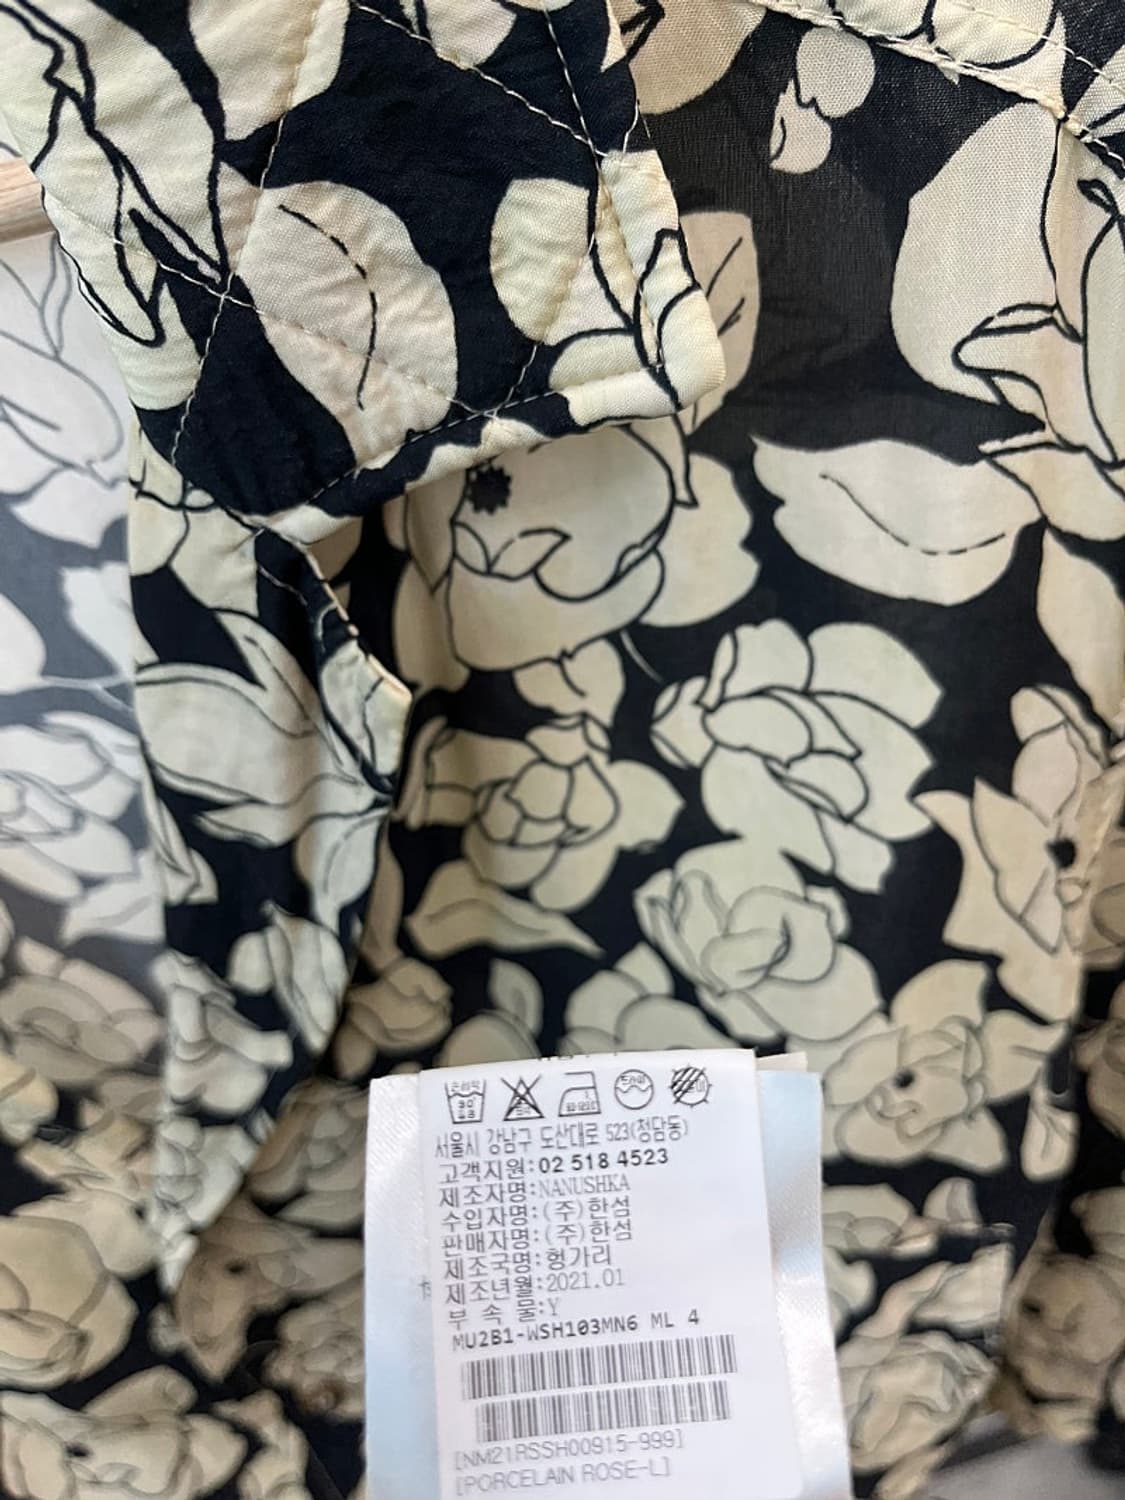 서울시 강남구 도산대로 523(청담동)
고객지원:02 518 4523
제조자명:NANUSHKA
수입자명:(주)한섬
판매자명:(주)한섬
제조국명:헝가리
제조년월:2021.01
부 속 물:Y
MU2B1-WSH103MN6 ML 4
[NM21RSSH00915-999]
[PORCELAIN ROSE-L]